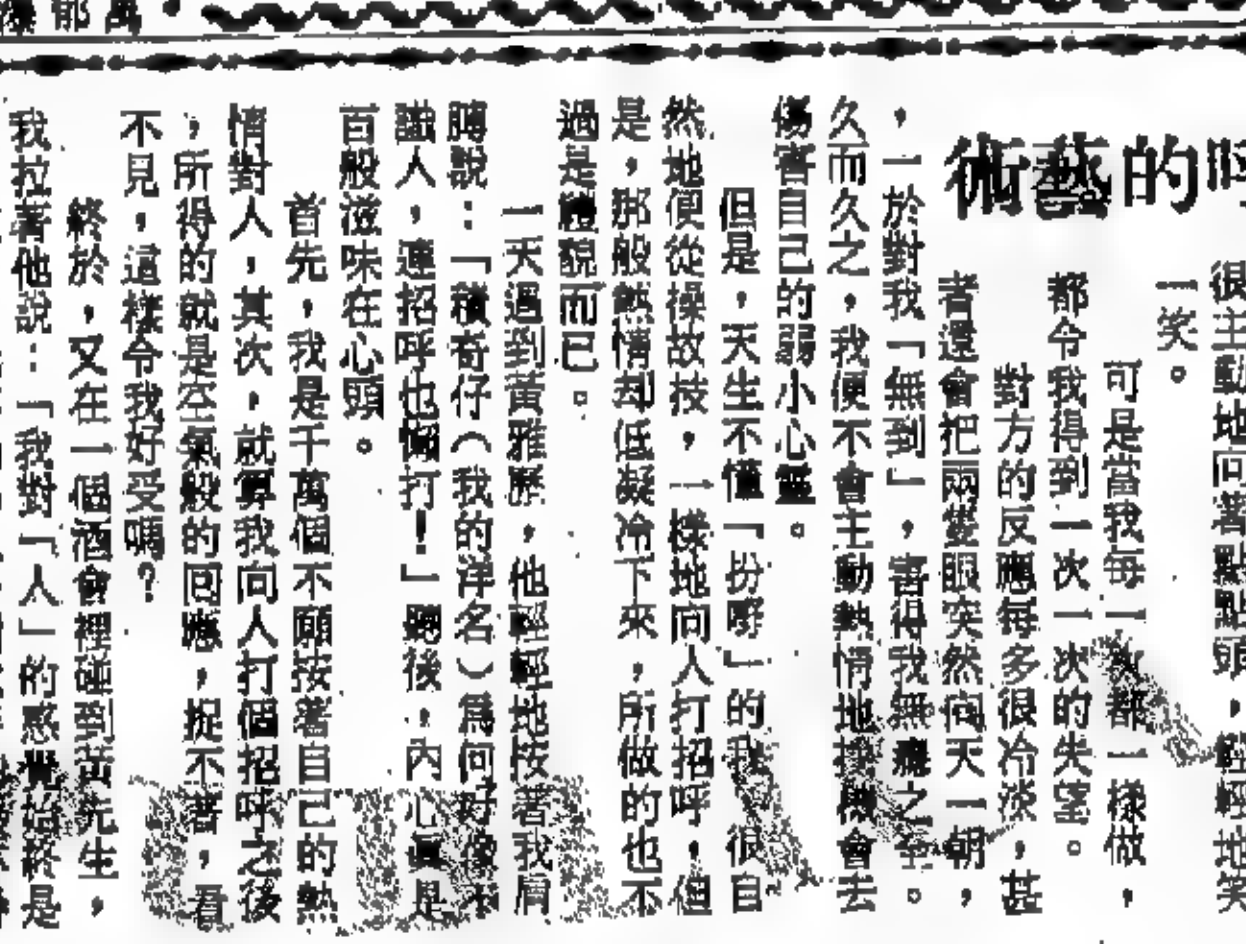 的藝術
很主動地向著點點頭,輕輕地笑
一笑。
可是當我每一次都一樣做,
都令我得到一次一次的失望。
對方的反應每多很冷淡,甚
者還會把兩隻眼突然向天一朝,
,一於對我「無到」,害得我無癮之至。
久而久之,我便不會主動熱情地找機會去
傷害自己的弱小心靈。
但是,天生不懂「扮嘢」的我,很自
然地便從操故技,一樣地向人打招呼,但
是,那般熱情却低凝冷下來,所做的也不
過是禮貌而已。
一天遇到黃雅歷,他輕輕地按著我肩
膊說:「積奇仔(我的洋名)爲何好像不
識人,連招呼也懶打!」聽後,內心眞是
百般滋味在心頭。
首先,我是千萬個不願按著自己的熱
情對人,其次,就算我向人打個招呼之後
,所得的就是空氣般的回應,捉不著,看
不見,這樣令我好受嗎?
終於,又在一個酒會裡碰到黃先生,
我拉著他說:「我對「人」的感覺始終是